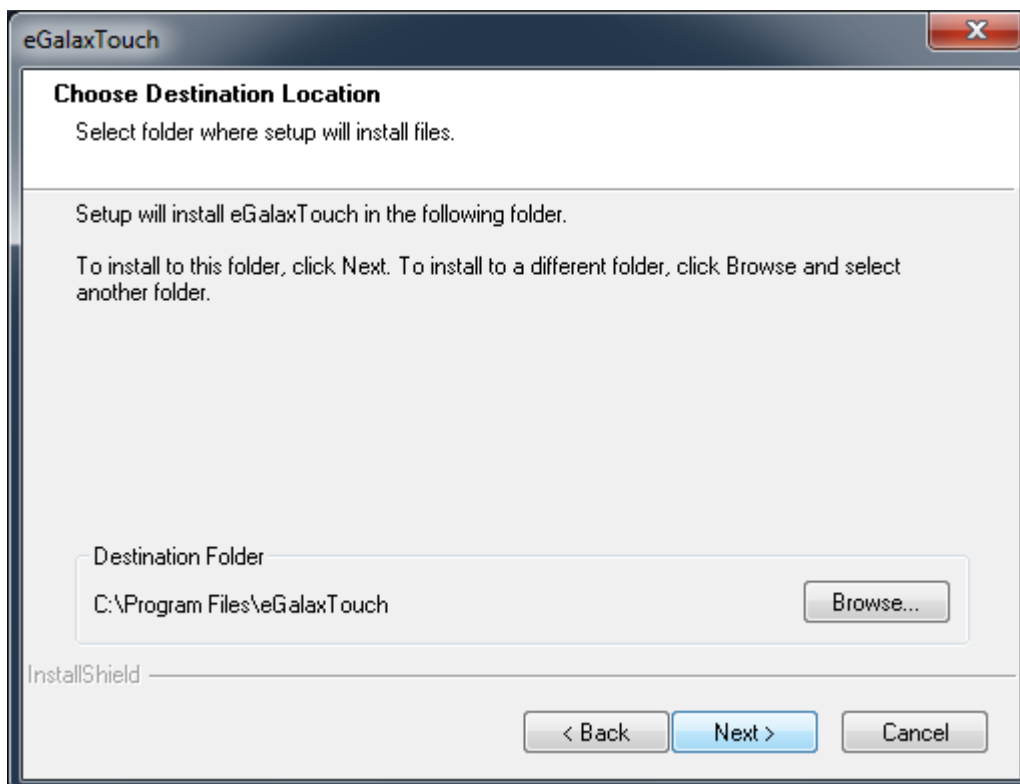 eGalaxTouch
Choose Destination Location
Select folder where setup will install files.
Setup will install eGalaxTouch in the following folder.
To install to this folder, click Next. To install to a different folder, click Browse and select
another folder.
Destination Folder
C:\Program Files\eGalaxTouch
Browse...
InstallShield
< Back
Next >
Cancel